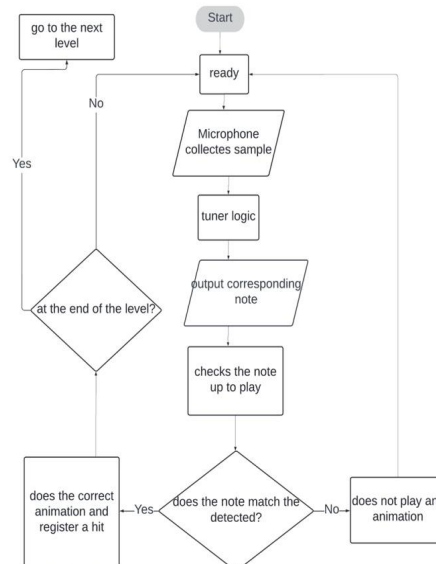 Start
go to the next
level
ready
No
Microphone
collectes sample
Yes
tuner logic
output corresponding
note
at the end of the level?
checks the note
up to play
does the correct
animation and
register a hit
Yes
does the note match the
detected?
No
does not play an
animation